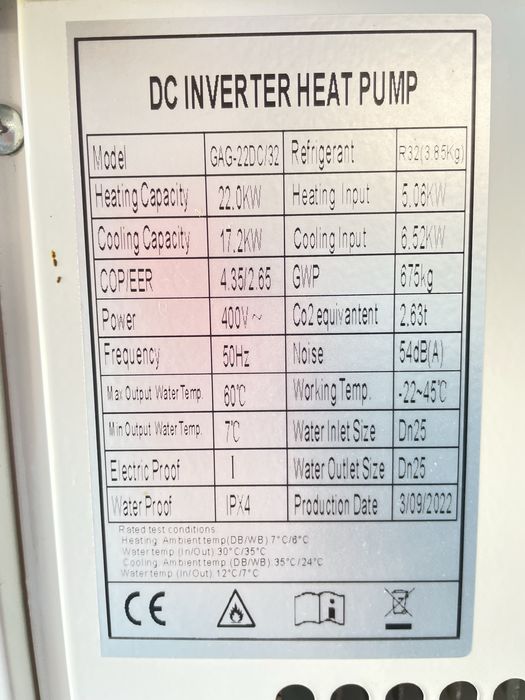 DC INVERTER HEAT PUMP
Model GAG-22DC/32 Refrigerant R32(3.85Kg)
Heating Capacity 22.0KW Heating Input 5.06KW
Cooling Capacity 17.2KW Cooling Input 6.52KW
COP/EER 4.35/2.65 GWP 675kg
Power 400V~ Co2 equivantent 2.63t
Frequency 50Hz Noise 54dB(A)
Max Output Water Temp. 60℃ Working Temp. -22~45℃
Min Output Water Temp. 7℃ Water Inlet Size Dn25
Electric Proof I Water Outlet Size Dn25
Water Proof IPX4 Production Date 3/09/2022
Rated test conditions
Heating: Ambient temp(DB/WB) 7°C/6°C
Water temp (In/Out) 30°C/35°C
Cooling: Ambient temp (DB/WB) 35°C/24°C
Water temp (In/Out) 12°C/7°C
CE